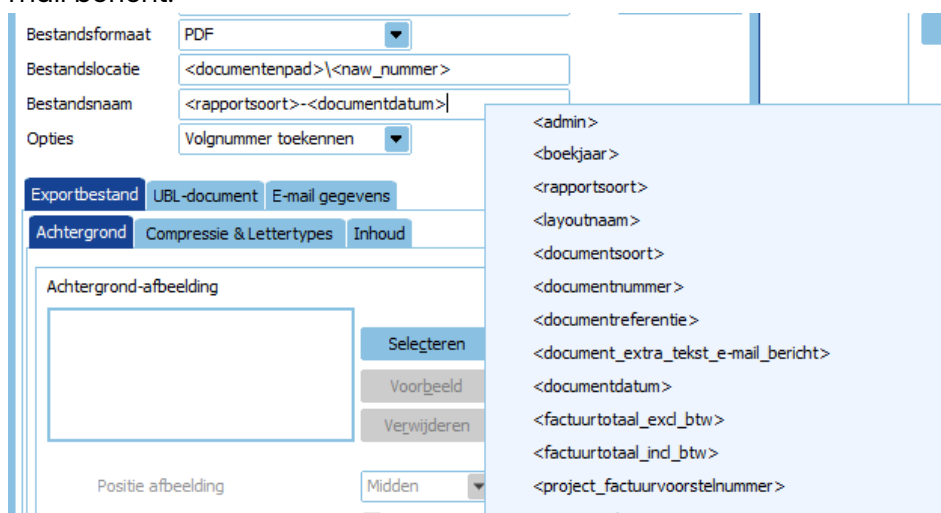 mail bericht.
Bestandsformaat PDF
Bestandslocatie <documentenpad>\<naw_nummer>
Bestandsnaam <rapportsoort>-<documentdatum>
Opties Volgnummer toekennen
Exportbestand UBL-document E-mail gegevens
Achtergrond Compressie & Lettertypes Inhoud
Achtergrond-afbeelding
Selecteren
Voorbeeld
Verwijderen
Positie afbeelding Midden
<admin>
<boekjaar>
<rapportsoort>
<layoutnaam>
<documentsoort>
<documentnummer>
<documentreferentie>
<document_extra_tekst_e-mail_bericht>
<documentdatum>
<factuurtotaal_excl_btw>
<factuurtotaal_incl_btw>
<project_factuurvoorstelnummer>